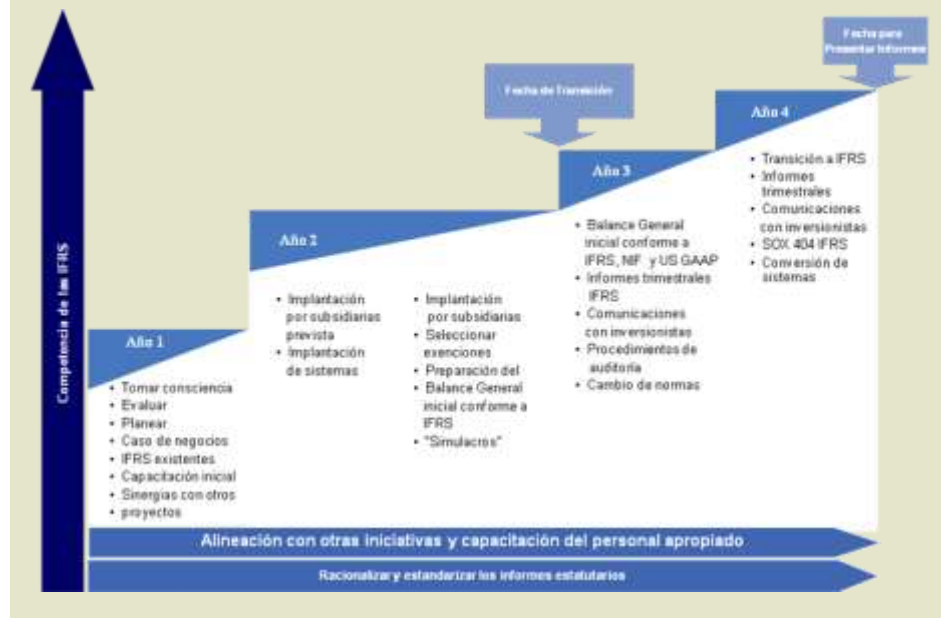 Fecha para
Presentar Informes
Fecha de Transición
Año 4
• Transición a IFRS
• Informes
trimestrales
• Comunicaciones
con inversionistas
• SOX 404 IFRS
• Conversión de
sistemas
Año 3
• Balance General
inicial conforme a
IFRS, NIF y US GAAP
• Informes trimestrales
IFRS
• Comunicaciones
con inversionistas
• Procedimientos de
auditoría
• Cambio de normas
Año 2
• Implantación
por subsidiarias
prevista
• Implantación
de sistemas
• Implantación
por subsidiarias
• Seleccionar
exenciones
• Preparación del
• Balance General
inicial conforme a
IFRS
• "Simulacros"
Año 1
• Tomar consciencia
• Evaluar
• Planear
• Caso de negocios
• IFRS existentes
• Capacitación inicial
• Sinergias con otros
• proyectos
Competencia de las IFRS
Alineación con otras iniciativas y capacitación del personal apropiado
Racionalizar y estandarizar los informes estatutarios